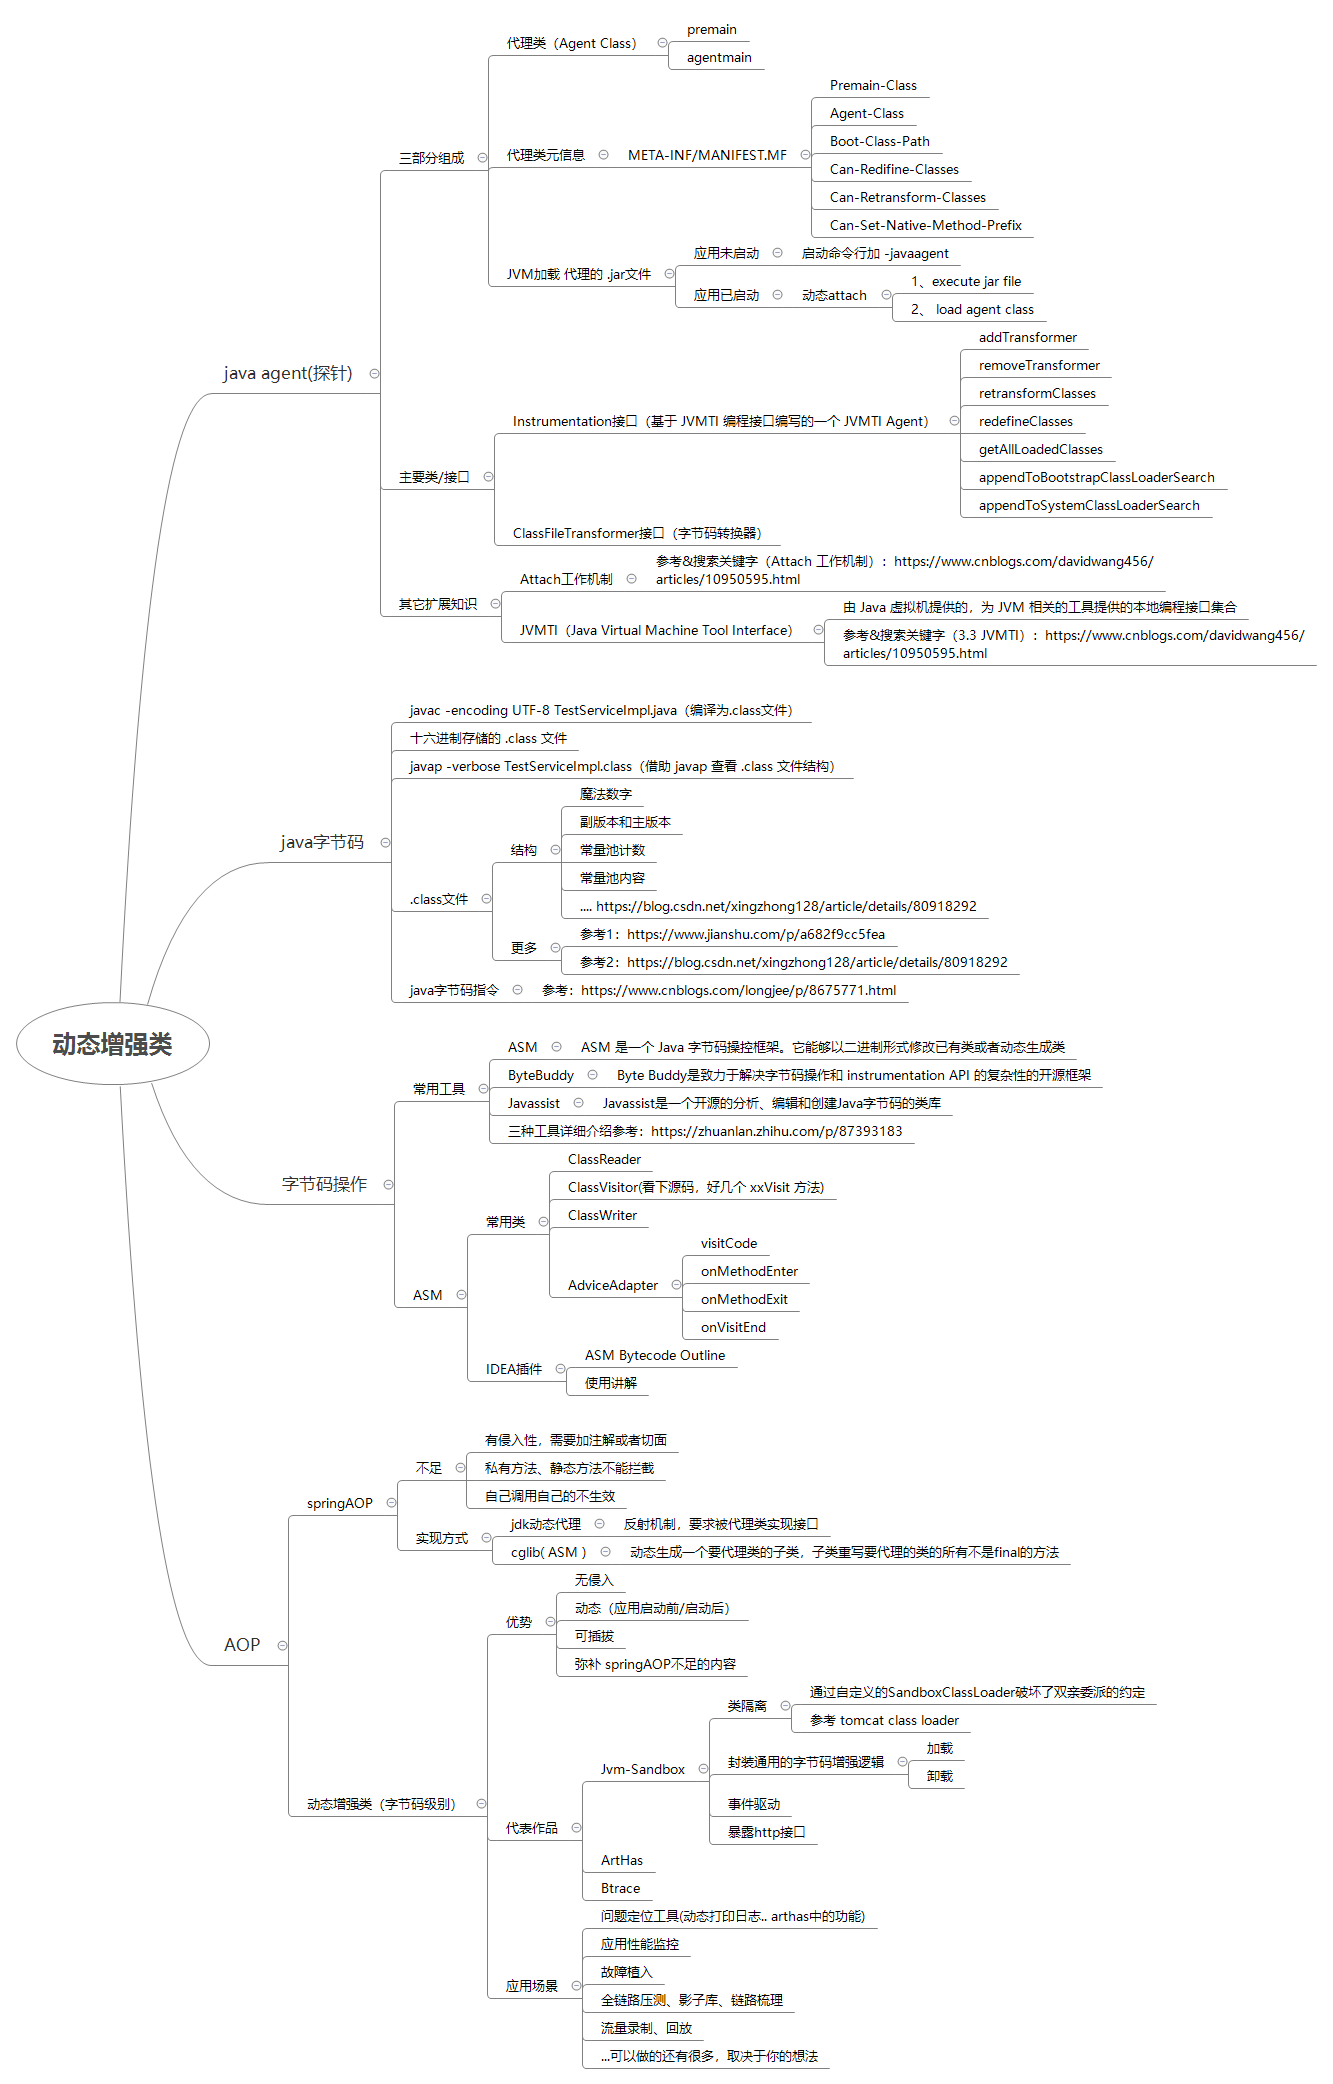 动态增强类
java agent(探针)
三部分组成
代理类（Agent Class）
premain
agentmain
代理类元信息
META-INF/MANIFEST.MF
Premain-Class
Agent-Class
Boot-Class-Path
Can-Redifine-Classes
Can-Retransform-Classes
Can-Set-Native-Method-Prefix
JVM加载 代理的 .jar文件
应用未启动
启动命令行加 -javaagent
应用已启动
动态attach
1、execute jar file
2、 load agent class
主要类/接口
Instrumentation接口（基于 JVMTI 编程接口编写的一个 JVMTI Agent）
addTransformer
removeTransformer
retransformClasses
redefineClasses
getAllLoadedClasses
appendToBootstrapClassLoaderSearch
appendToSystemClassLoaderSearch
ClassFileTransformer接口（字节码转换器）
其它扩展知识
Attach工作机制
参考&搜索关键字（Attach 工作机制）：https://www.cnblogs.com/davidwang456/
articles/10950595.html
JVMTI（Java Virtual Machine Tool Interface）
由 Java 虚拟机提供的，为 JVM 相关的工具提供的本地编程接口集合
参考&搜索关键字（3.3 JVMTI）：https://www.cnblogs.com/davidwang456/
articles/10950595.html
java字节码
javac -encoding UTF-8 TestServiceImpl.java（编译为.class文件）
十六进制存储的 .class 文件
javap -verbose TestServiceImpl.class（借助 javap 查看 .class 文件结构）
.class文件
结构
魔法数字
副版本和主版本
常量池计数
常量池内容
.... https://blog.csdn.net/xingzhong128/article/details/80918292
更多
参考1：https://www.jianshu.com/p/a682f9cc5fea
参考2：https://blog.csdn.net/xingzhong128/article/details/80918292
java字节码指令
参考：https://www.cnblogs.com/longjee/p/8675771.html
字节码操作
常用工具
ASM
ASM 是一个 Java 字节码操控框架。它能够以二进制形式修改已有类或者动态生成类
ByteBuddy
Byte Buddy是致力于解决字节码操作和 instrumentation API 的复杂性的开源框架
Javassist
Javassist是一个开源的分析、编辑和创建Java字节码的类库
三种工具详细介绍参考：https://zhuanlan.zhihu.com/p/87393183
ASM
常用类
ClassReader
ClassVisitor(看下源码，好几个 xxVisit 方法)
ClassWriter
AdviceAdapter
visitCode
onMethodEnter
onMethodExit
onVisitEnd
IDEA插件
ASM Bytecode Outline
使用讲解
AOP
springAOP
不足
有侵入性，需要加注解或者切面
私有方法、静态方法不能拦截
自己调用自己的不生效
实现方式
jdk动态代理
反射机制，要求被代理类实现接口
cglib( ASM )
动态生成一个要代理类的子类，子类重写要代理的类的所有不是final的方法
动态增强类（字节码级别）
优势
无侵入
动态（应用启动前/启动后）
可插拔
弥补 springAOP不足的内容
代表作品
Jvm-Sandbox
类隔离
通过自定义的SandboxClassLoader破坏了双亲委派的约定
参考 tomcat class loader
封装通用的字节码增强逻辑
加载
卸载
事件驱动
暴露http接口
ArtHas
Btrace
应用场景
问题定位工具(动态打印日志.. arthas中的功能)
应用性能监控
故障植入
全链路压测、影子库、链路梳理
流量录制、回放
...可以做的还有很多，取决于你的想法